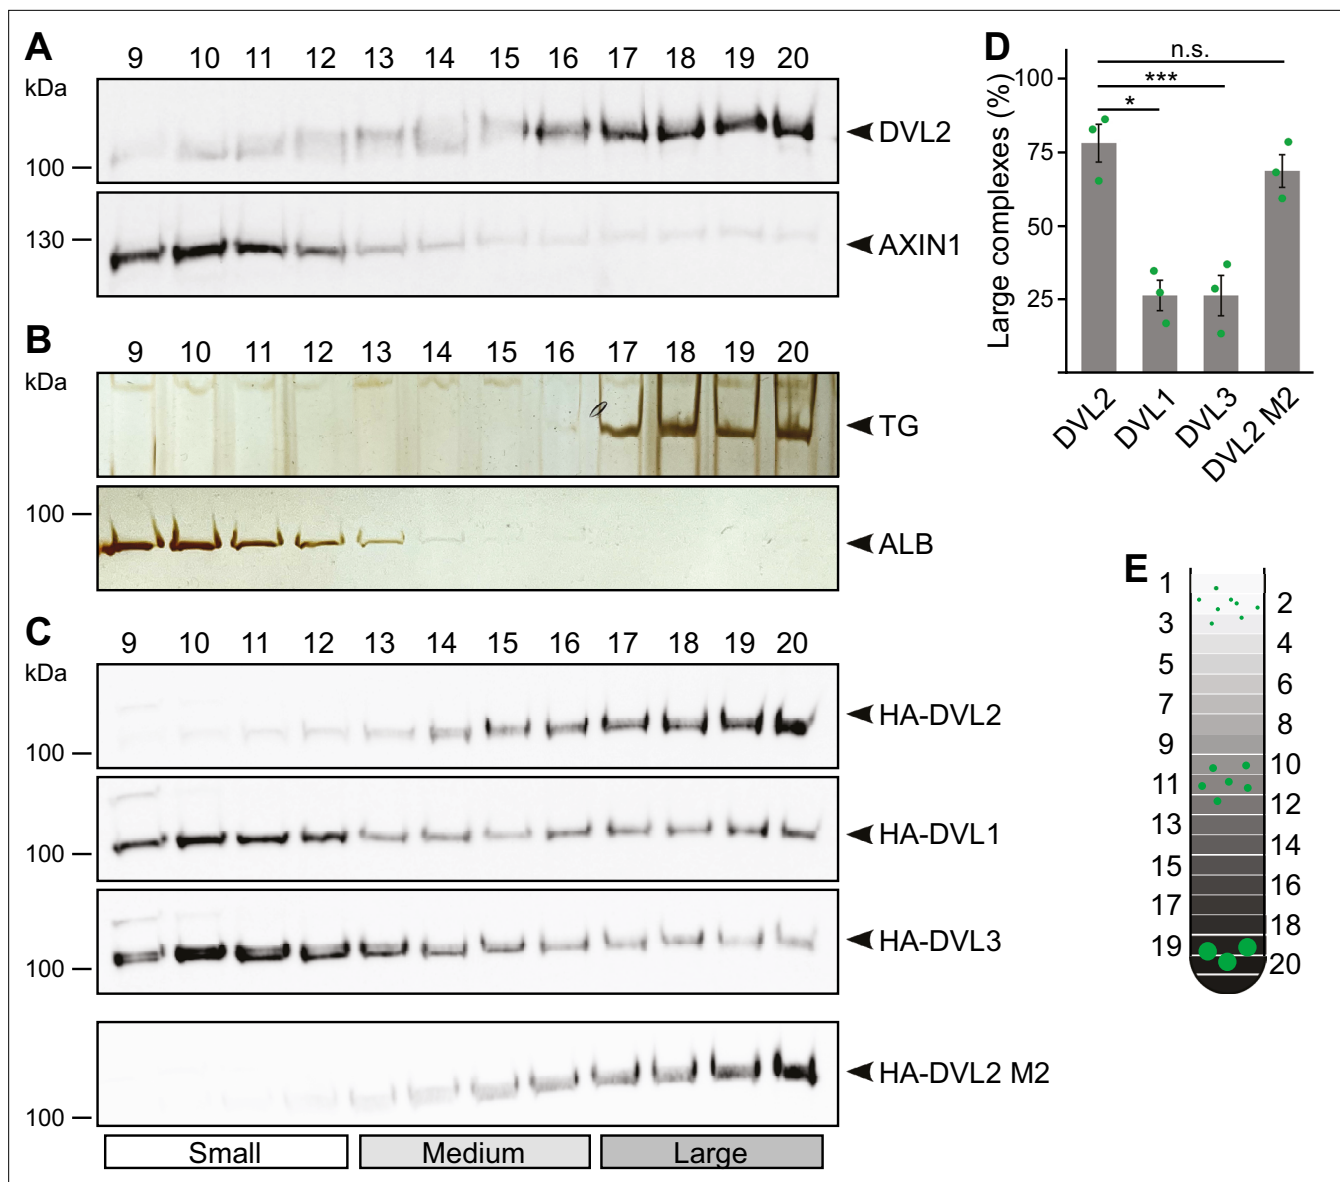 A
9 10 11 12 13 14 15 16 17 18 19 20
kDa
DVL2
100
130
AXIN1
B
9 10 11 12 13 14 15 16 17 18 19 20
kDa
TG
100
ALB
C
9 10 11 12 13 14 15 16 17 18 19 20
kDa
HA-DVL2
100
HA-DVL1
100
HA-DVL3
100
HA-DVL2 M2
100
Small Medium Large
D
n.s.
***
*
Large complexes (%)
100
75
50
25
DVL2 DVL1 DVL3 DVL2 M2
E
1
2
3
4
5
6
7
8
9
10
11
12
13
14
15
16
17
18
19
20